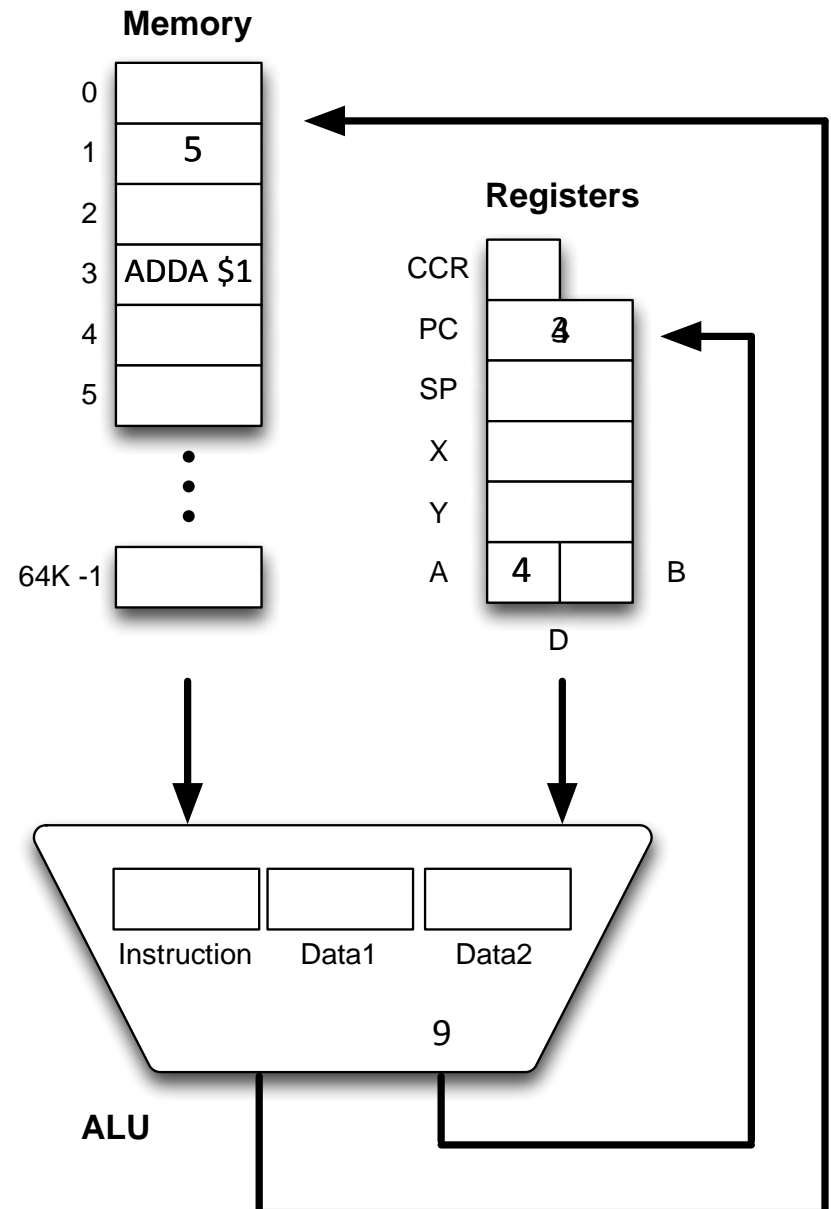 Memory
0
1 5
2
3 ADDA $1
4
5
64K -1
Registers
CCR
PC
SP
X
Y
A 4 B
D
Instruction Data1 Data2
9
ALU